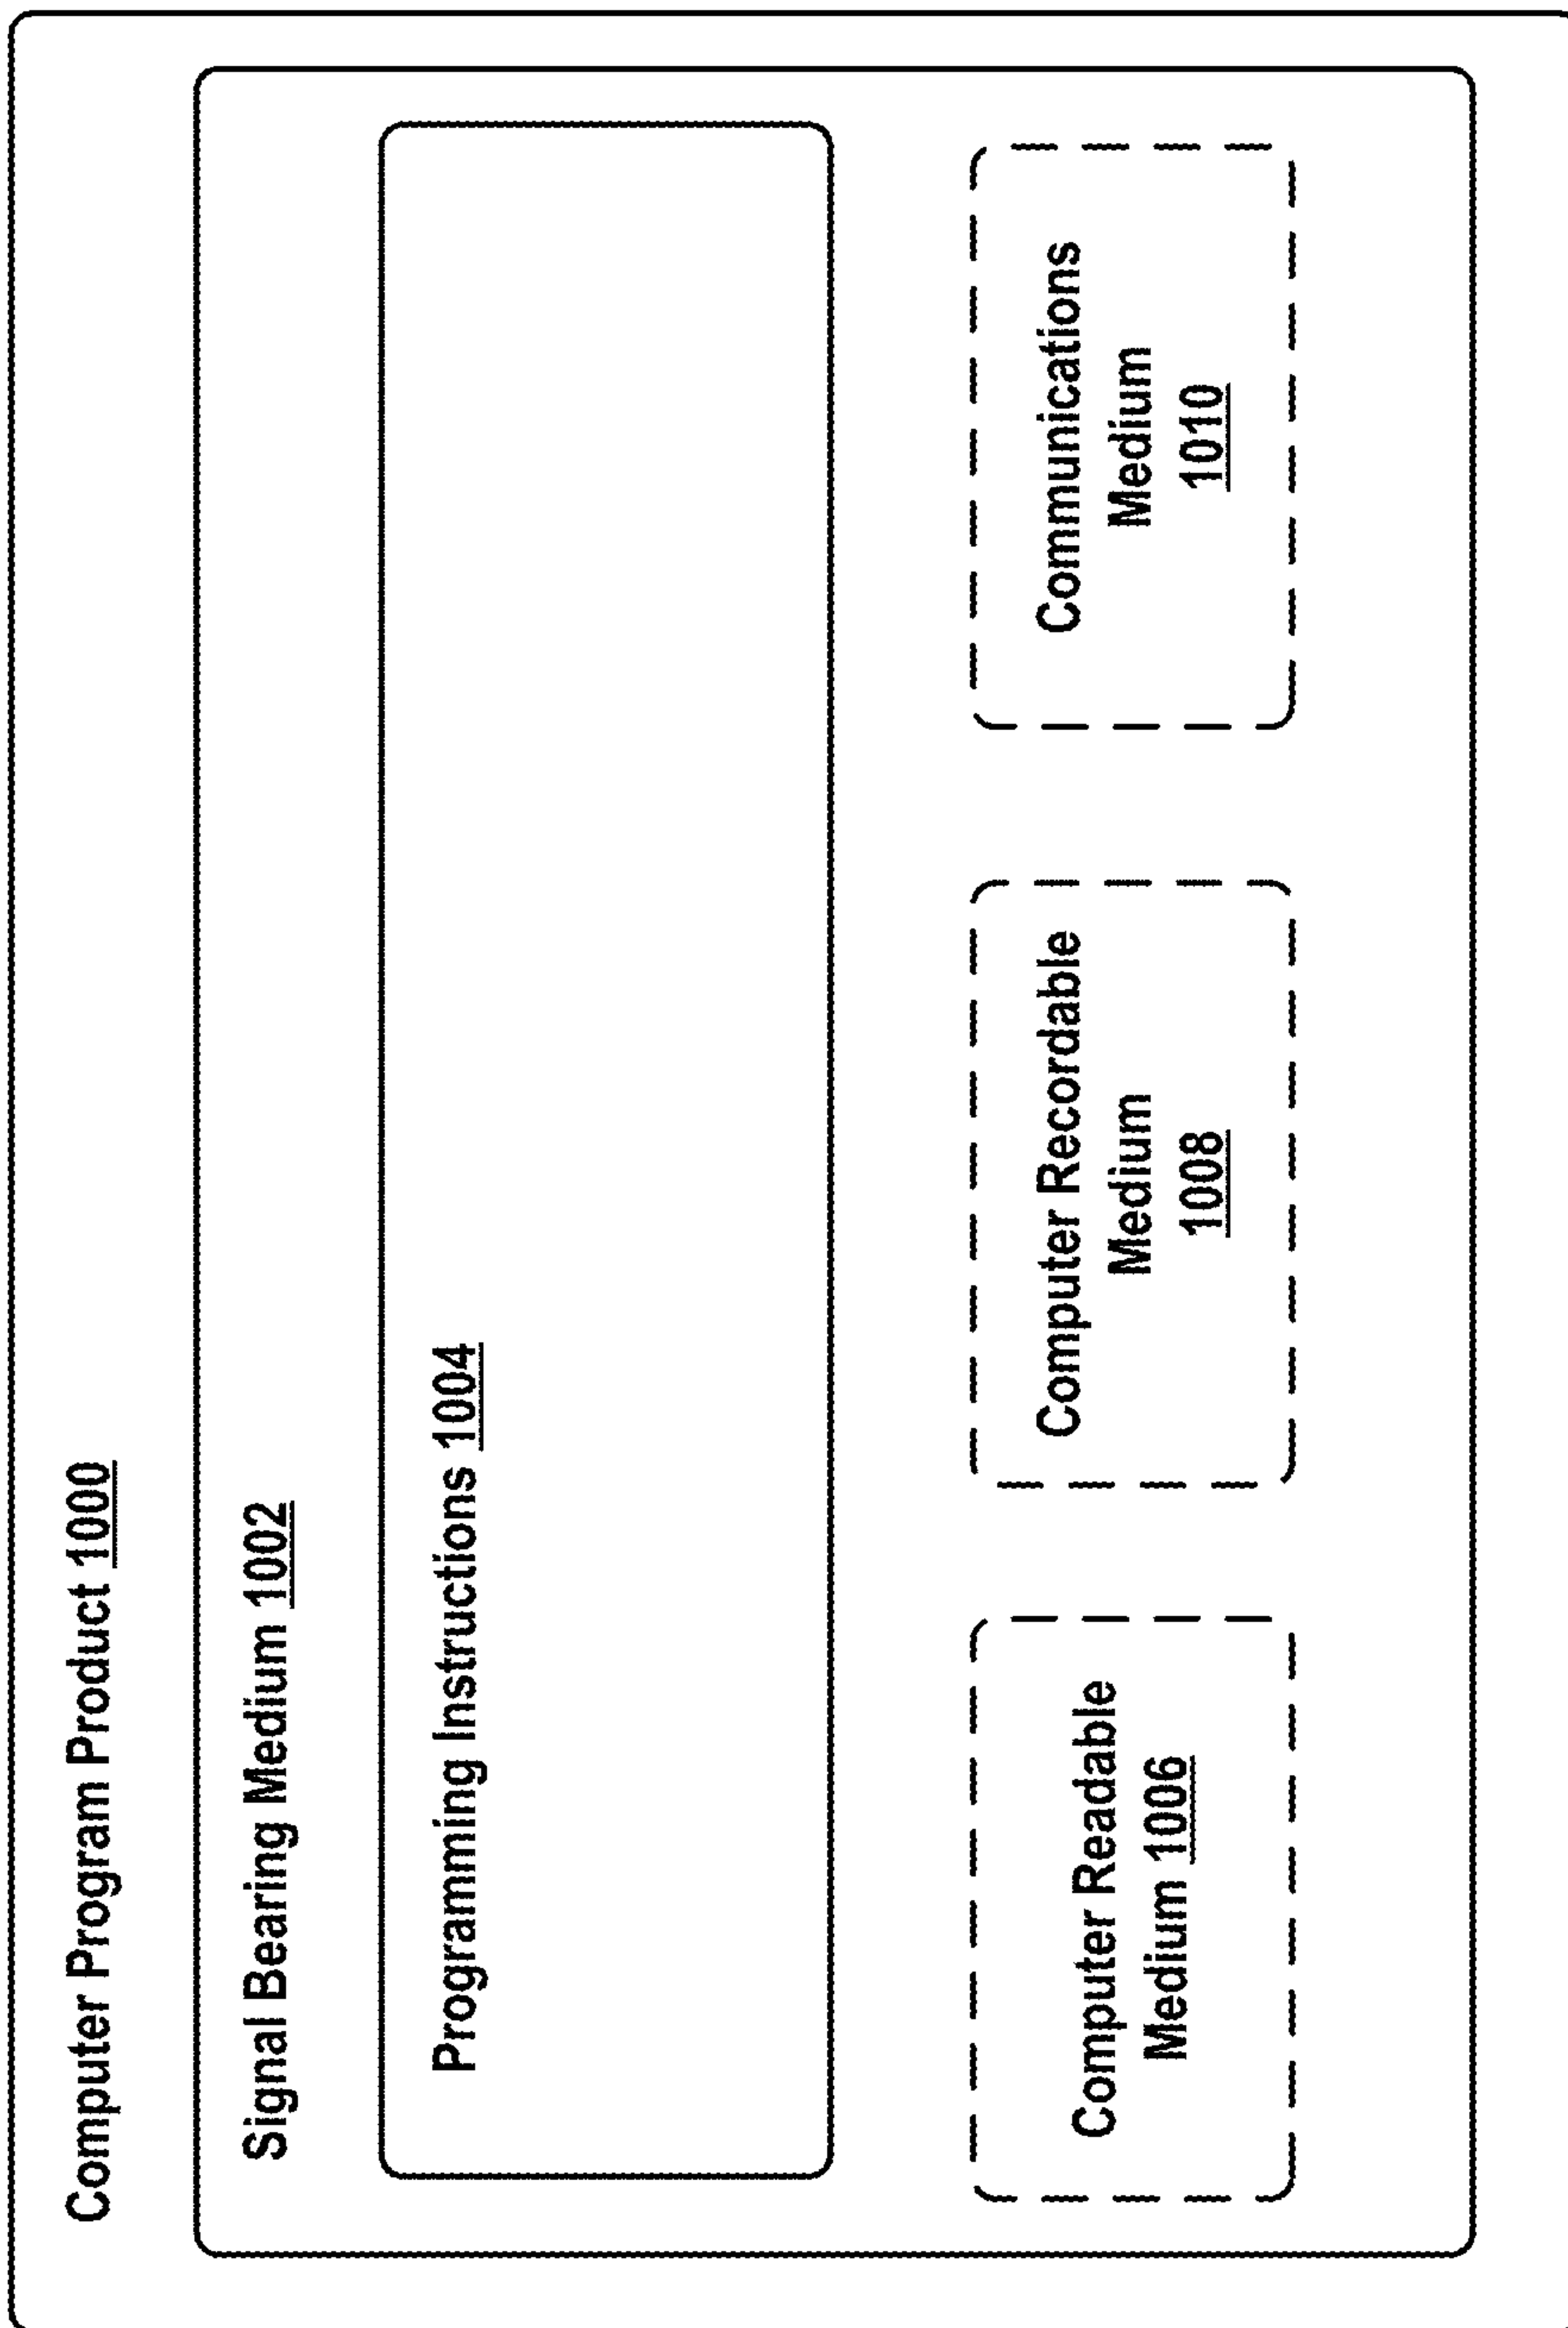 Computer Program Product 1000
Signal Bearing Medium 1002
Programming Instructions 1004
Computer Readable
Medium 1006
Computer Recordable
Medium
1008
Communications
Medium
1010